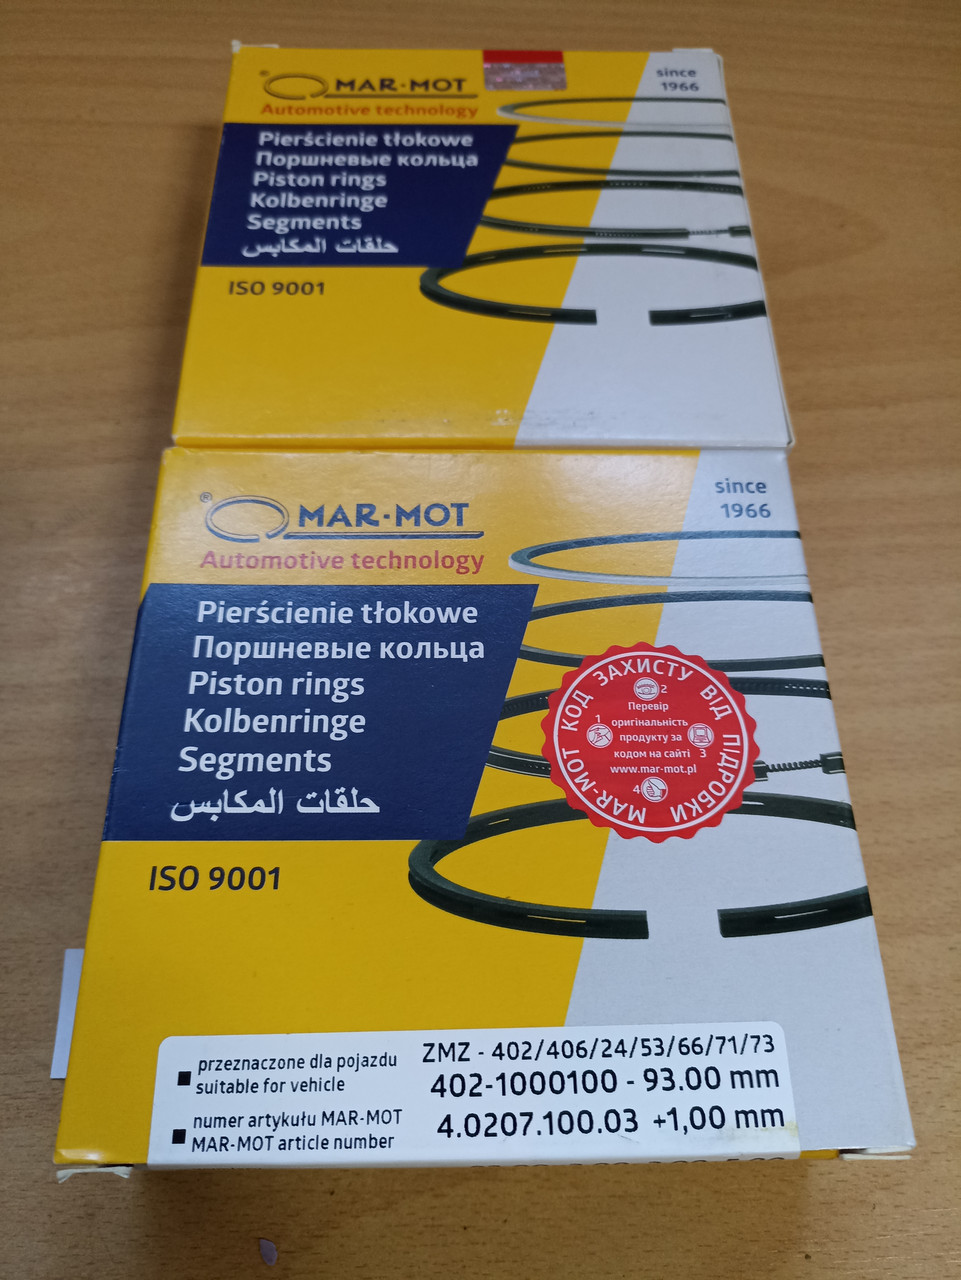 ® MAR·MOT
Automotive technology
since
1966
Pierścienie tłokowe
Поршневые кольца
Piston rings
Kolbenringe
Segments
حلقات المكابس
ISO 9001
® MAR·MOT
Automotive technology
since
1966
Pierścienie tłokowe
Поршневые кольца
Piston rings
Kolbenringe
Segments
حلقات المكابس
ISO 9001
MAR-MOT КОД ЗАХИСТУ ВІД ПІДРОБКИ
2
Перевір
1 оригінальність
продукту за
кодом на сайті 3
www.mar-mot.pl
4
przeznaczone dla pojazdu
suitable for vehicle
ZMZ - 402/406/24/53/66/71/73
402-1000100 - 93.00 mm
numer artykułu MAR-MOT
MAR-MOT article number
4.0207.100.03 +1,00 mm